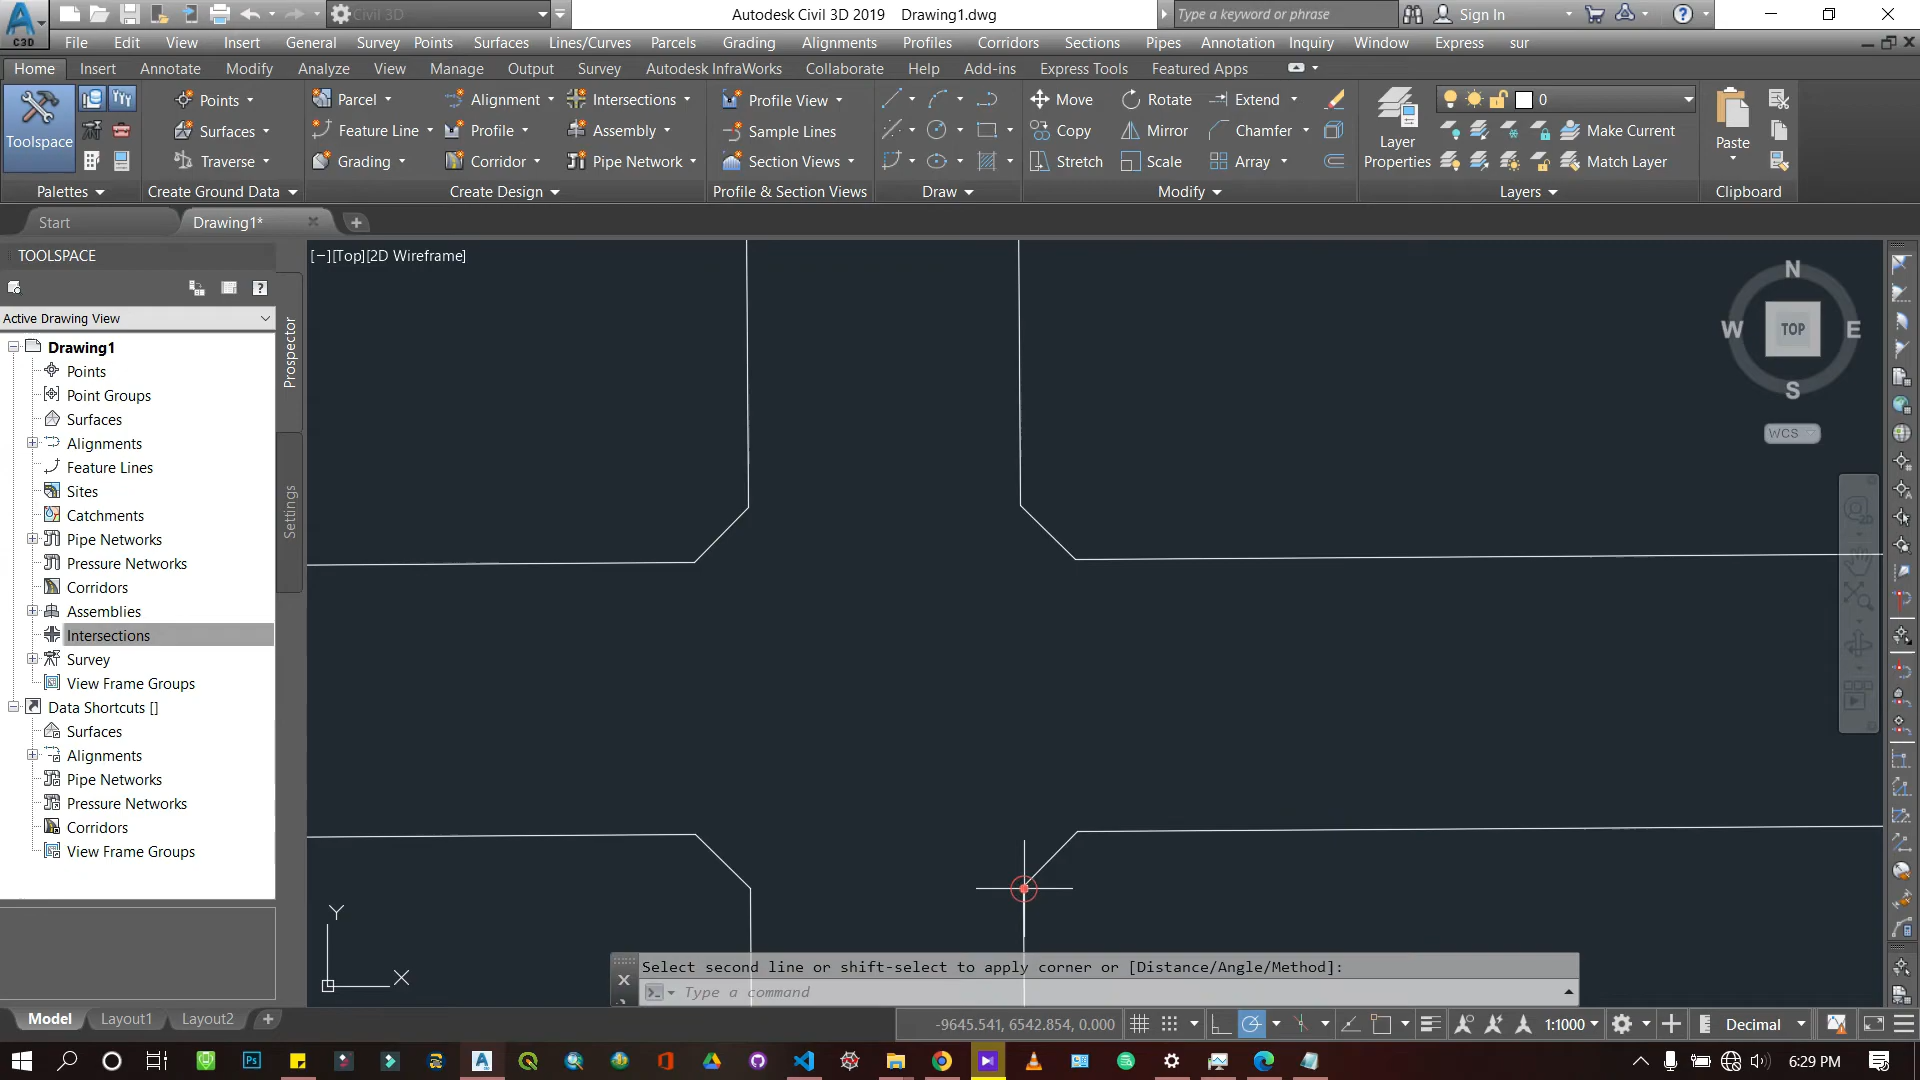 C3D
Civil 3D
Autodesk Civil 3D 2019 Drawing1.dwg
Type a keyword or phrase
Sign In
File Edit View Insert General Survey Points Surfaces Lines/Curves Parcels Grading Alignments Profiles Corridors Sections Pipes Annotation Inquiry Window Express sur
Home Insert Annotate Modify Analyze View Manage Output Survey Autodesk InfraWorks Collaborate Help Add-ins Express Tools Featured Apps
Points Parcel Alignment Intersections Profile View Move Rotate Extend 0
Toolspace Surfaces Feature Line Profile Assembly Sample Lines Copy Mirror Chamfer Layer Properties Make Current Paste
Traverse Grading Corridor Pipe Network Section Views Stretch Scale Array Match Layer
Palettes Create Ground Data Create Design Profile & Section Views Draw Modify Layers Clipboard
Start Drawing1*
TOOLSPACE
[−][Top][2D Wireframe]
Active Drawing View
Prospector
Settings
Drawing1
Points
Point Groups
Surfaces
Alignments
Feature Lines
Sites
Catchments
Pipe Networks
Pressure Networks
Corridors
Assemblies
Intersections
Survey
View Frame Groups
Data Shortcuts []
Surfaces
Alignments
Pipe Networks
Pressure Networks
Corridors
View Frame Groups
N
W TOP E
S
WCS
Y
X
Select second line or shift-select to apply corner or [Distance/Angle/Method]:
Type a command
Model Layout1 Layout2
-9645.541, 6542.854, 0.000
1:1000
Decimal
6:29 PM